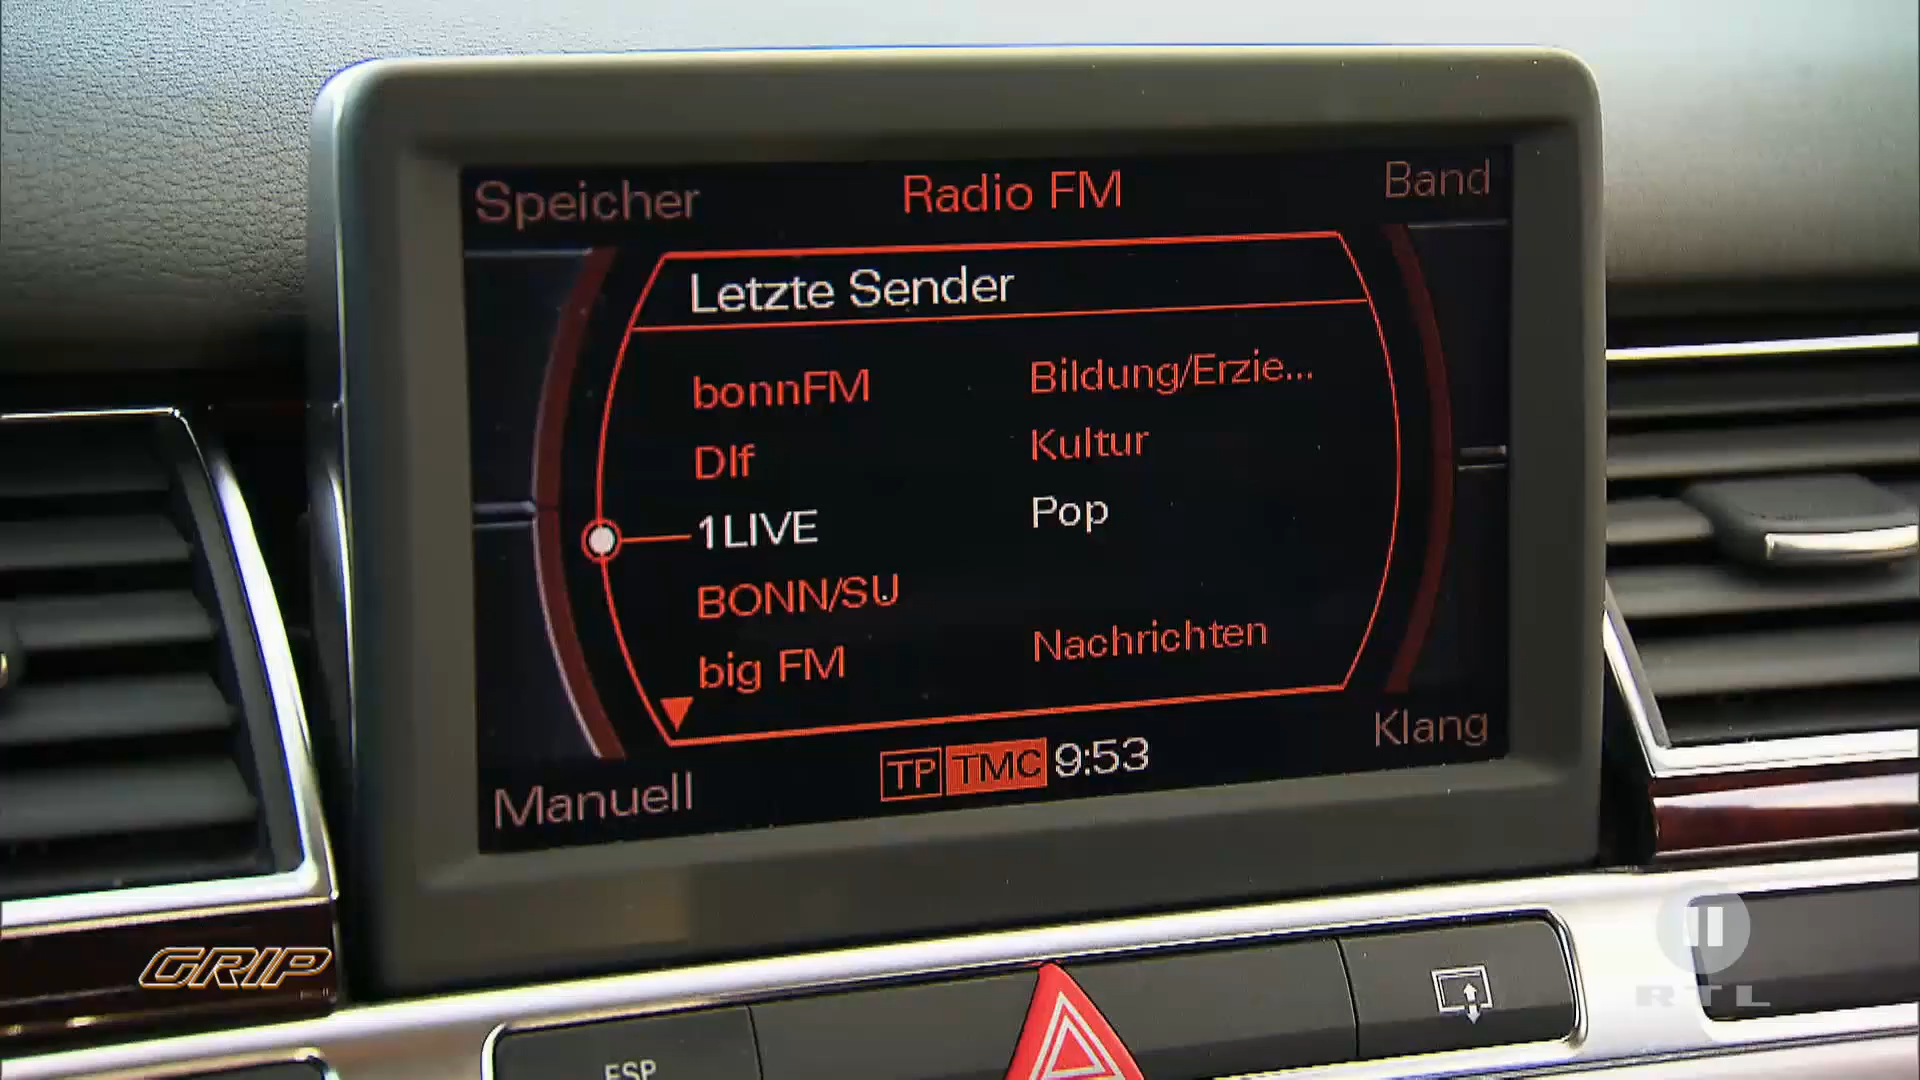 Speicher
Radio FM
Band
Letzte Sender
bonnFM Bildung/Erzie...
Dlf Kultur
1LIVE Pop
BONN/SU
big FM Nachrichten
Manuell
TP TMC 9:53
Klang
GRIP
RTL
ESP